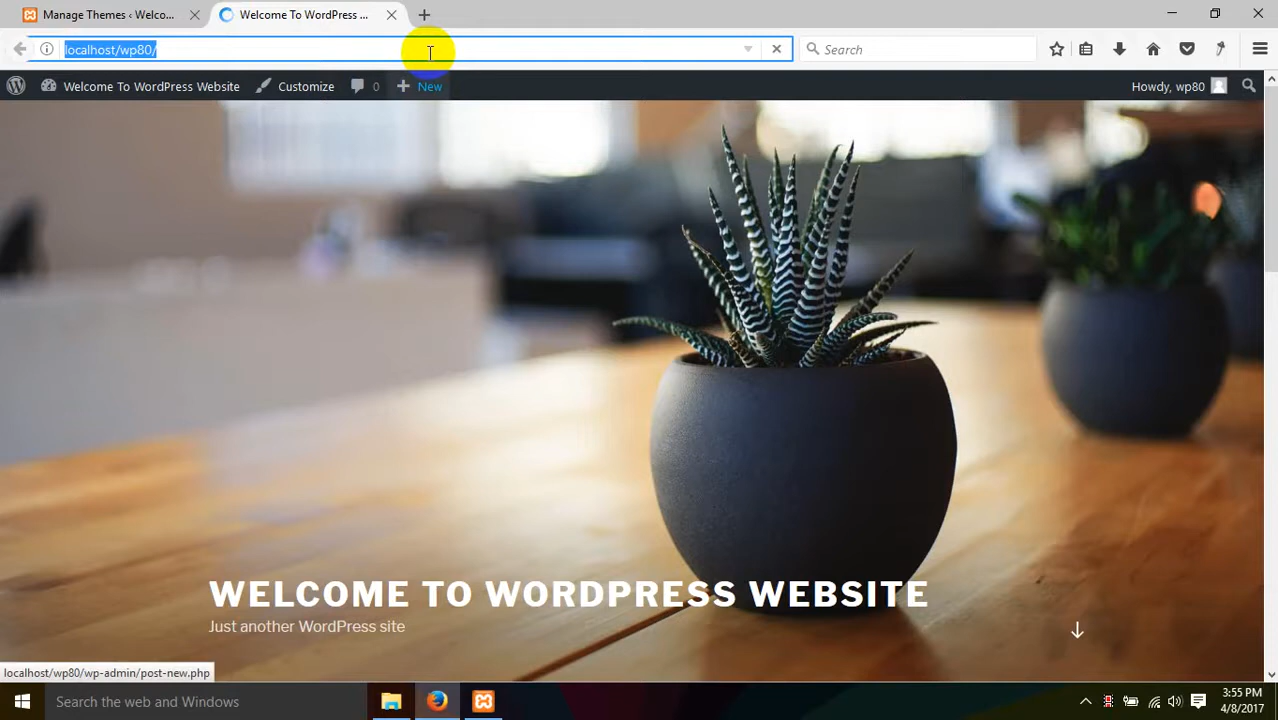 Manage Themes ‹ Welco...
Welcome To WordPress ...
localhost/wp80/
Search
Welcome To WordPress Website
Customize
0
New
Howdy, wp80
WELCOME TO WORDPRESS WEBSITE
Just another WordPress site
localhost/wp80/wp-admin/post-new.php
Search the web and Windows
3:55 PM
4/8/2017